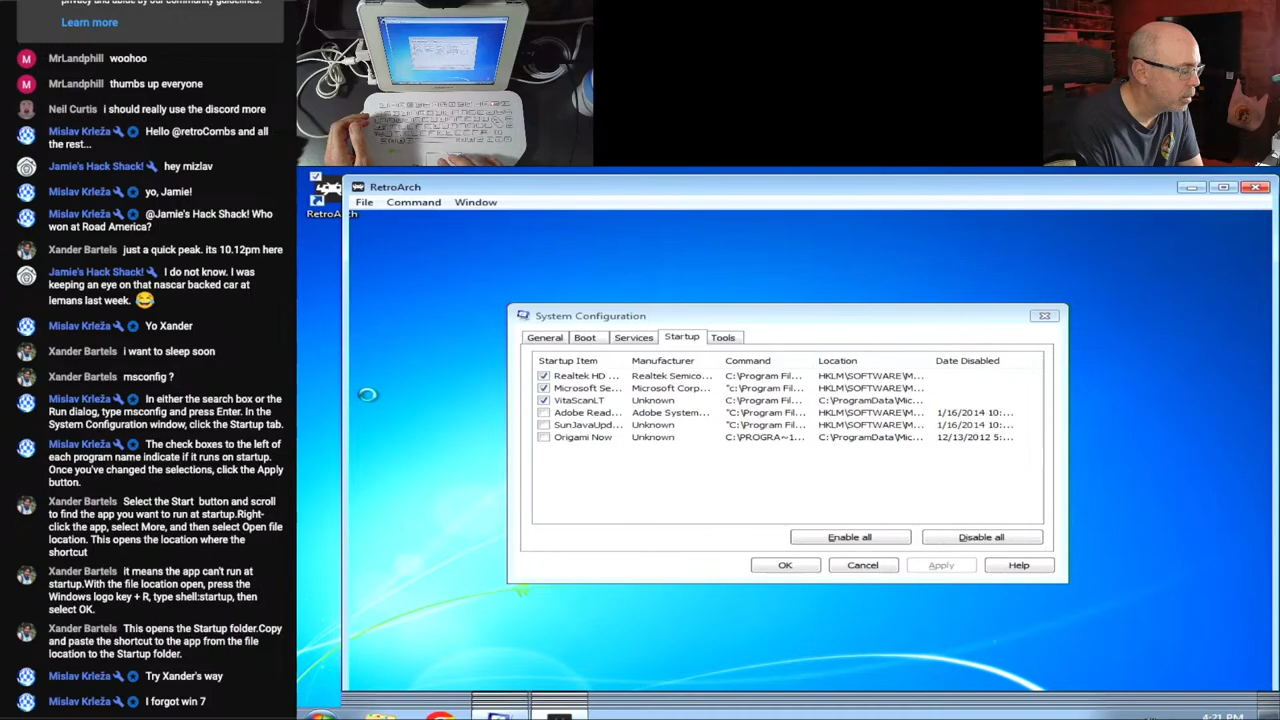 privacy and abide by our community guidelines.
Learn more
MrLandphill woohoo
MrLandphill thumbs up everyone
Neil Curtis i should really use the discord more
Mislav Krleža Hello @retroCombs and all
the rest...
Jamie's Hack Shack! hey mizlav
Mislav Krleža yo, Jamie!
Mislav Krleža @Jamie's Hack Shack! Who
won at Road America?
Xander Bartels just a quick peak. its 10.12pm here
Jamie's Hack Shack! I do not know. I was
keeping an eye on that nascar backed car at
lemans last week. 😂
Mislav Krleža Yo Xander
Xander Bartels i want to sleep soon
Xander Bartels msconfig ?
Mislav Krleža In either the search box or the
Run dialog, type msconfig and press Enter. In the
System Configuration window, click the Startup tab.
Mislav Krleža The check boxes to the left of
each program name indicate if it runs on startup.
Once you've changed the selections, click the Apply
button.
Xander Bartels Select the Start button and scroll
to find the app you want to run at startup.Right-
click the app, select More, and then select Open file
location. This opens the location where the
shortcut
Xander Bartels it means the app can't run at
startup.With the file location open, press the
Windows logo key + R, type shell:startup, then
select OK.
Xander Bartels This opens the Startup folder.Copy
and paste the shortcut to the app from the file
location to the Startup folder.
Mislav Krleža Try Xander's way
Mislav Krleža I forgot win 7
RetroArch
RetroArch
File Command Window
System Configuration
General Boot Services Startup Tools
Startup Item Manufacturer Command Location Date Disabled
Realtek HD ... Realtek Semico... C:\Program Fil... HKLM\SOFTWARE\M...
Microsoft Se... Microsoft Corp... "c:\Program Fil... HKLM\SOFTWARE\M...
VitaScanLT Unknown C:\Program Fil... C:\ProgramData\Mic...
Adobe Read... Adobe System... "C:\Program Fil... HKLM\SOFTWARE\M... 1/16/2014 10:...
SunJavaUpd... Unknown "C:\Program Fil... HKLM\SOFTWARE\M... 1/16/2014 10:...
Origami Now Unknown C:\PROGRA~1... C:\ProgramData\Mic... 12/13/2012 5:...
Enable all Disable all
OK Cancel Apply Help
4:21 PM